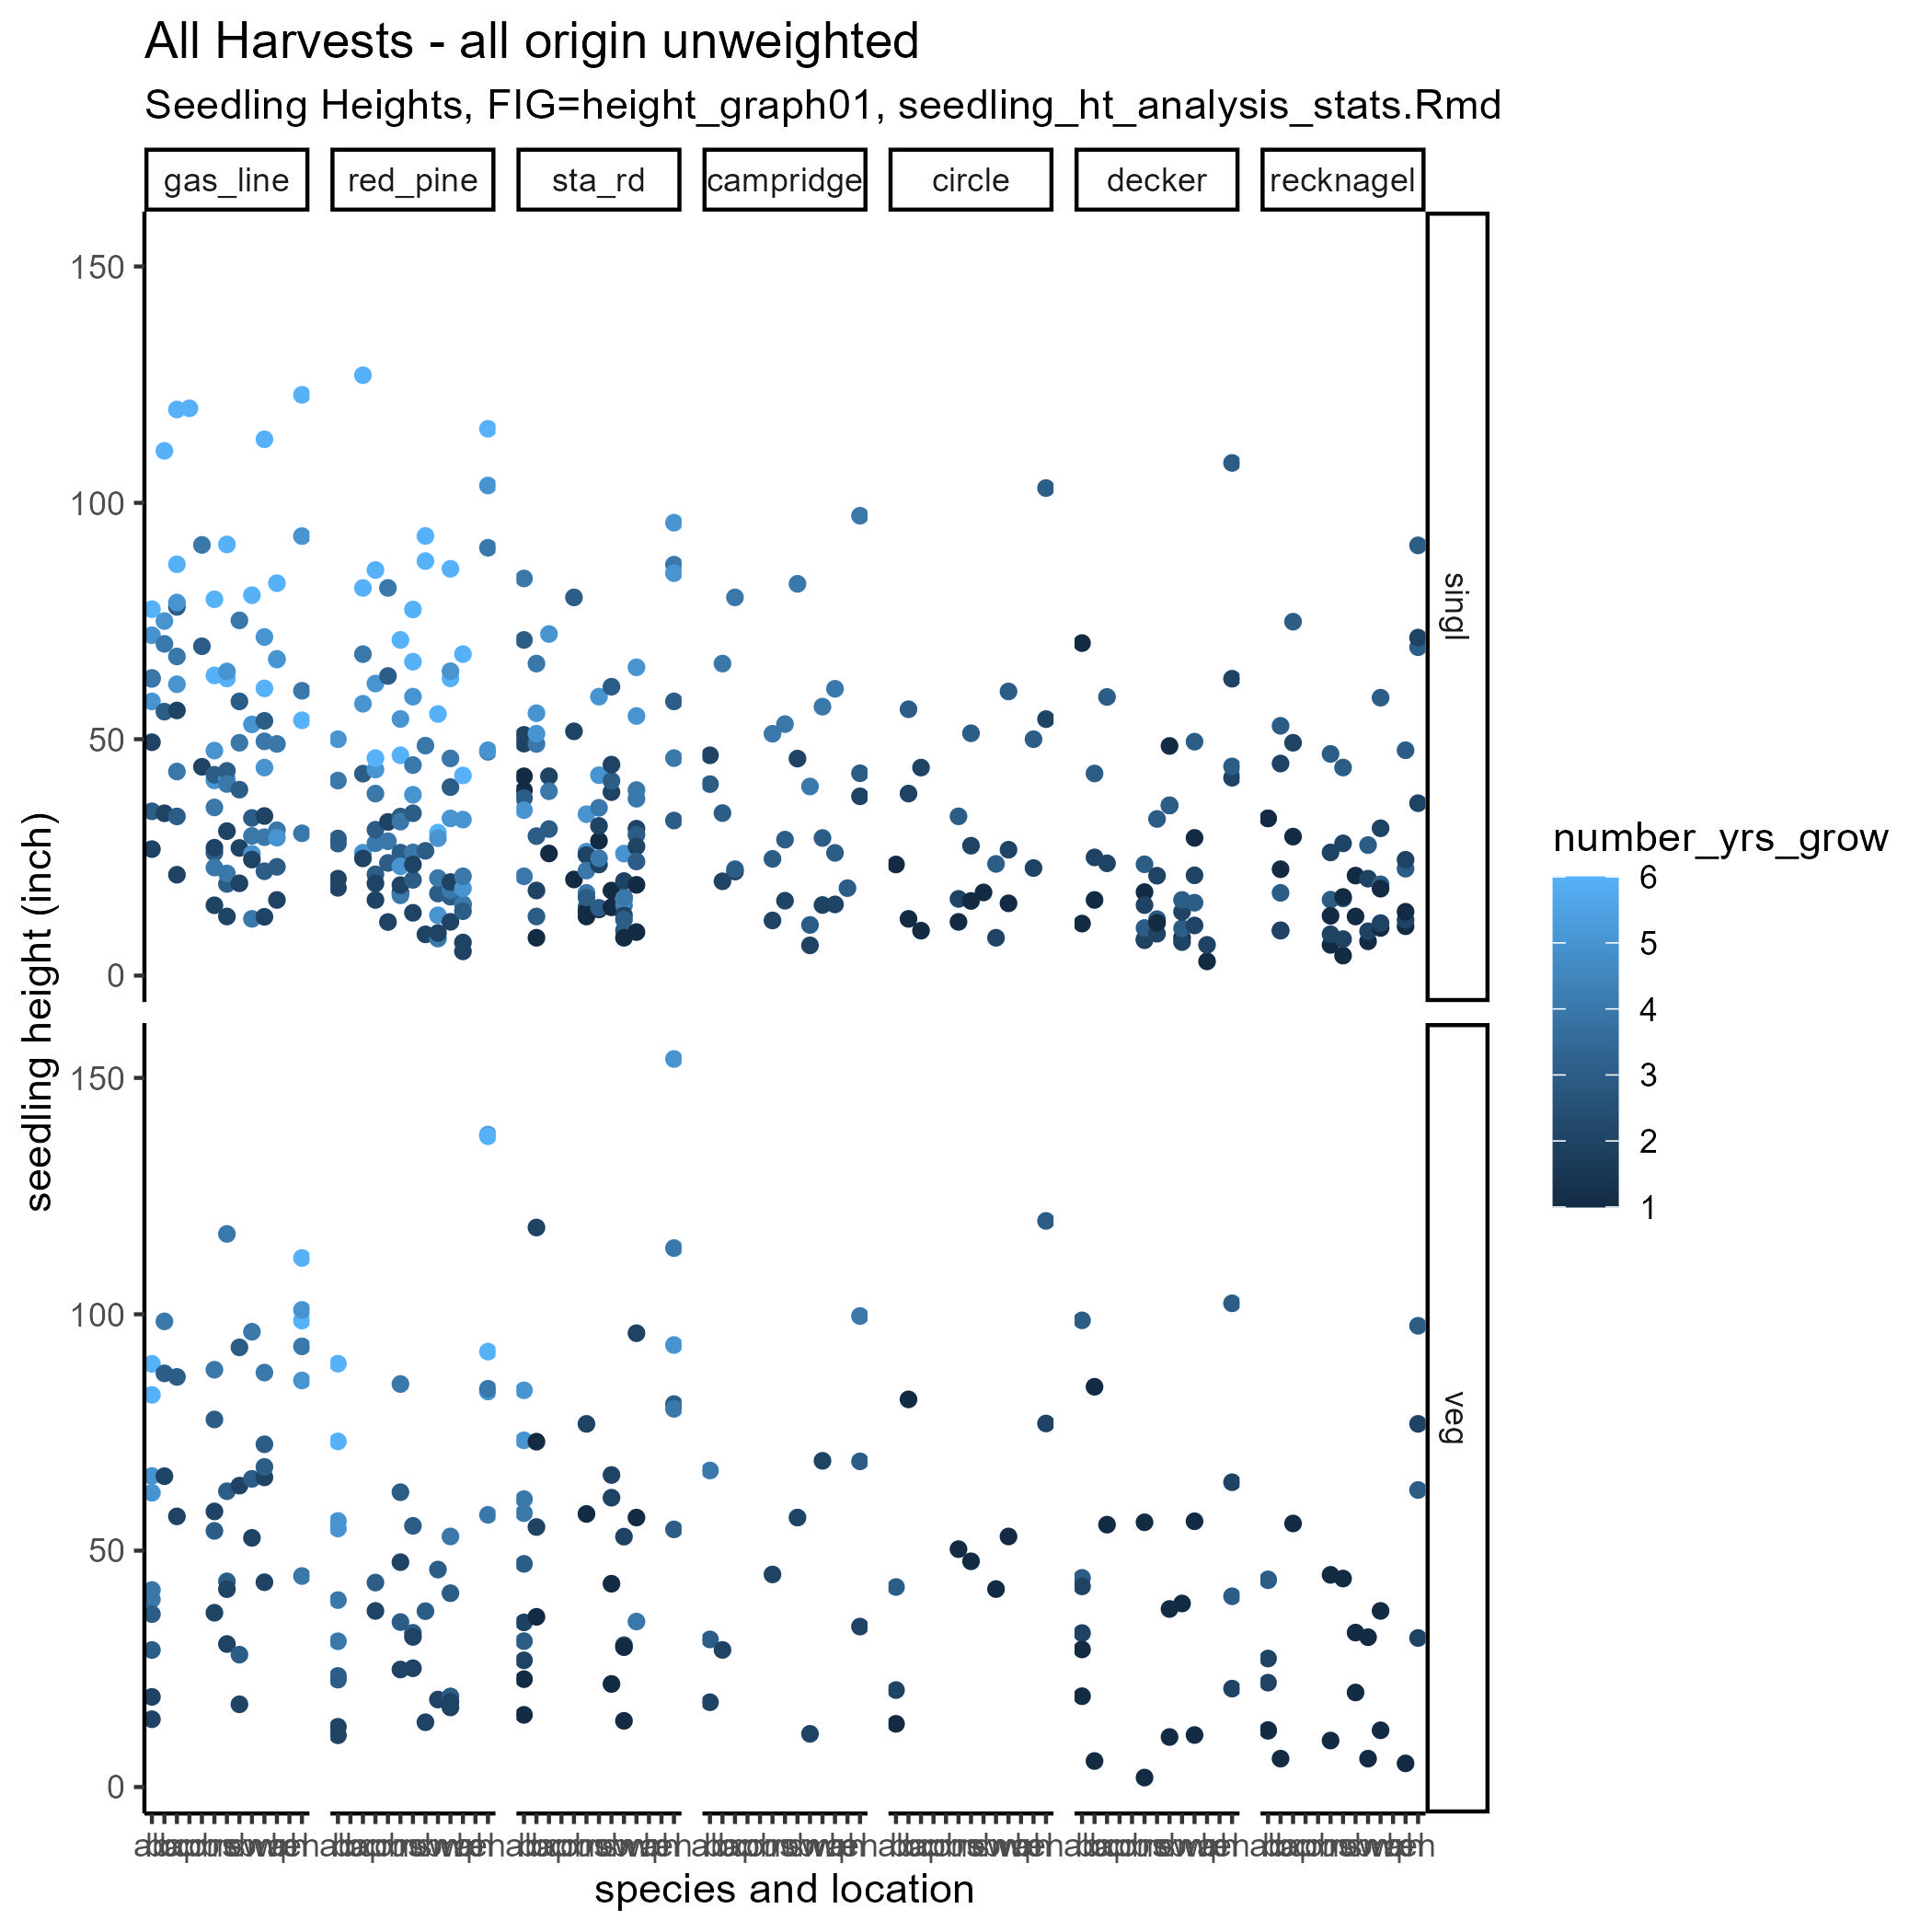 All Harvests - all origin unweighted
Seedling Heights, FIG=height_graph01, seedling_ht_analysis_stats.Rmd
gas_line red_pine sta_rd campridge circle decker recknagel
150
100
50
0
singl
150
100
50
0
veg
seedling height (inch)
species and location
number_yrs_grow
6
5
4
3
2
1